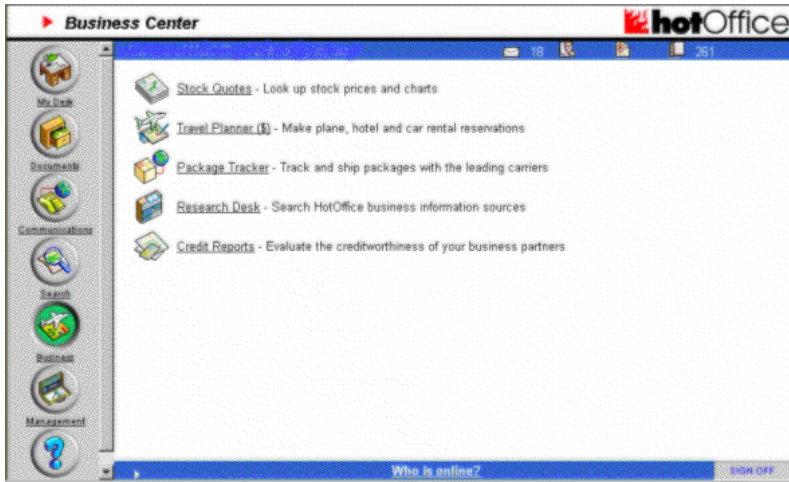 Business Center
hotOffice
18
261
My Desk
Documents
Communications
Search
Business
Management
Stock Quotes - Look up stock prices and charts
Travel Planner ($) - Make plane, hotel and car rental reservations
Package Tracker - Track and ship packages with the leading carriers
Research Desk - Search HotOffice business information sources
Credit Reports - Evaluate the creditworthiness of your business partners
Who is online?
SIGN OFF